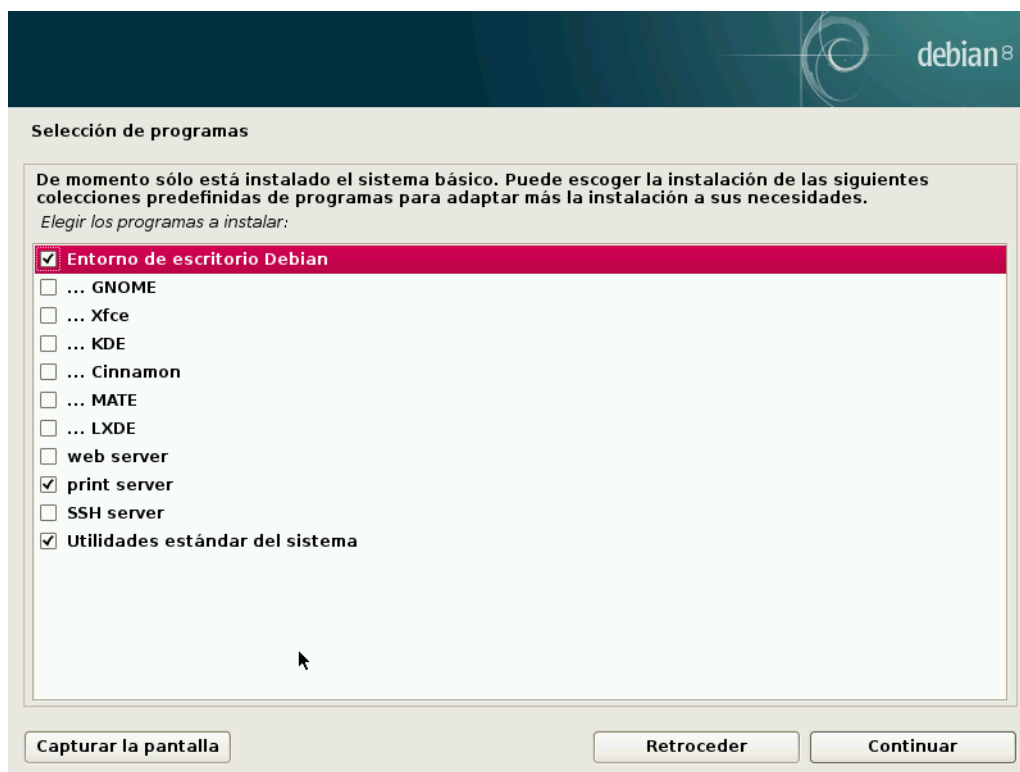 debian 8
Selección de programas
De momento sólo está instalado el sistema básico. Puede escoger la instalación de las siguientes
colecciones predefinidas de programas para adaptar más la instalación a sus necesidades.
Elegir los programas a instalar:
Entorno de escritorio Debian
... GNOME
... Xfce
... KDE
... Cinnamon
... MATE
... LXDE
web server
print server
SSH server
Utilidades estándar del sistema
Capturar la pantalla
Retroceder
Continuar